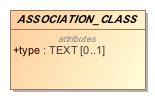 ASSOCIATION_CLASS
attributes
+type : TEXT [0..1]